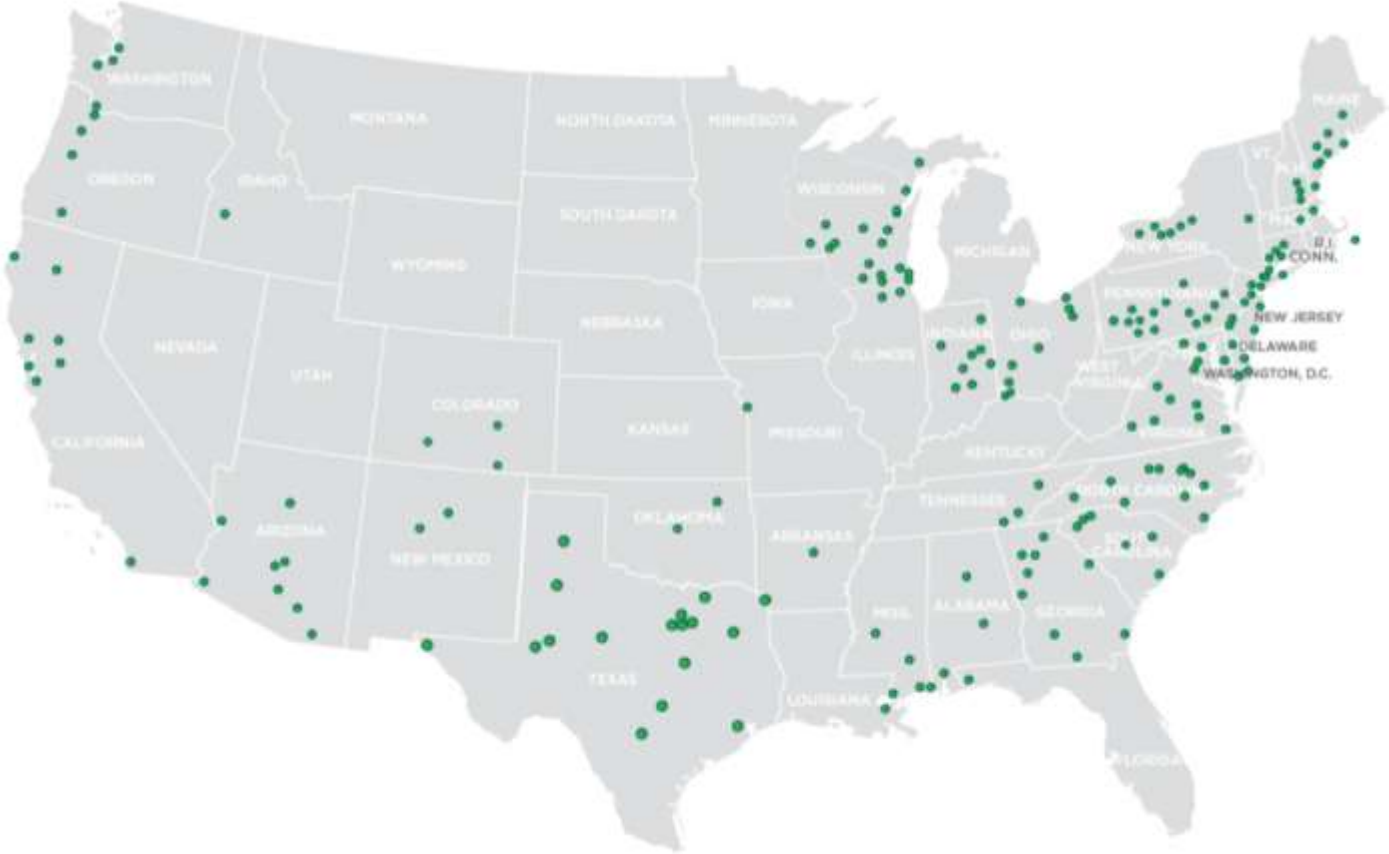 WASHINGTON
MONTANA
NORTH DAKOTA
MINNESOTA
MAINE
VT.
N.H.
OREGON
IDAHO
WISCONSIN
SOUTH DAKOTA
MASS.
MICHIGAN
NEW YORK
R.I.
CONN.
WYOMING
IOWA
PENNSYLVANIA
NEBRASKA
NEW JERSEY
NEVADA
INDIANA
OHIO
ILLINOIS
DELAWARE
UTAH
WEST
VIRGINIA
WASHINGTON, D.C.
COLORADO
KANSAS
MISSOURI
VIRGINIA
CALIFORNIA
KENTUCKY
TENNESSEE
NORTH CAROLINA
OKLAHOMA
ARIZONA
ARKANSAS
SOUTH
CAROLINA
NEW MEXICO
MISS.
ALABAMA
GEORGIA
TEXAS
LOUISIANA
FLORIDA